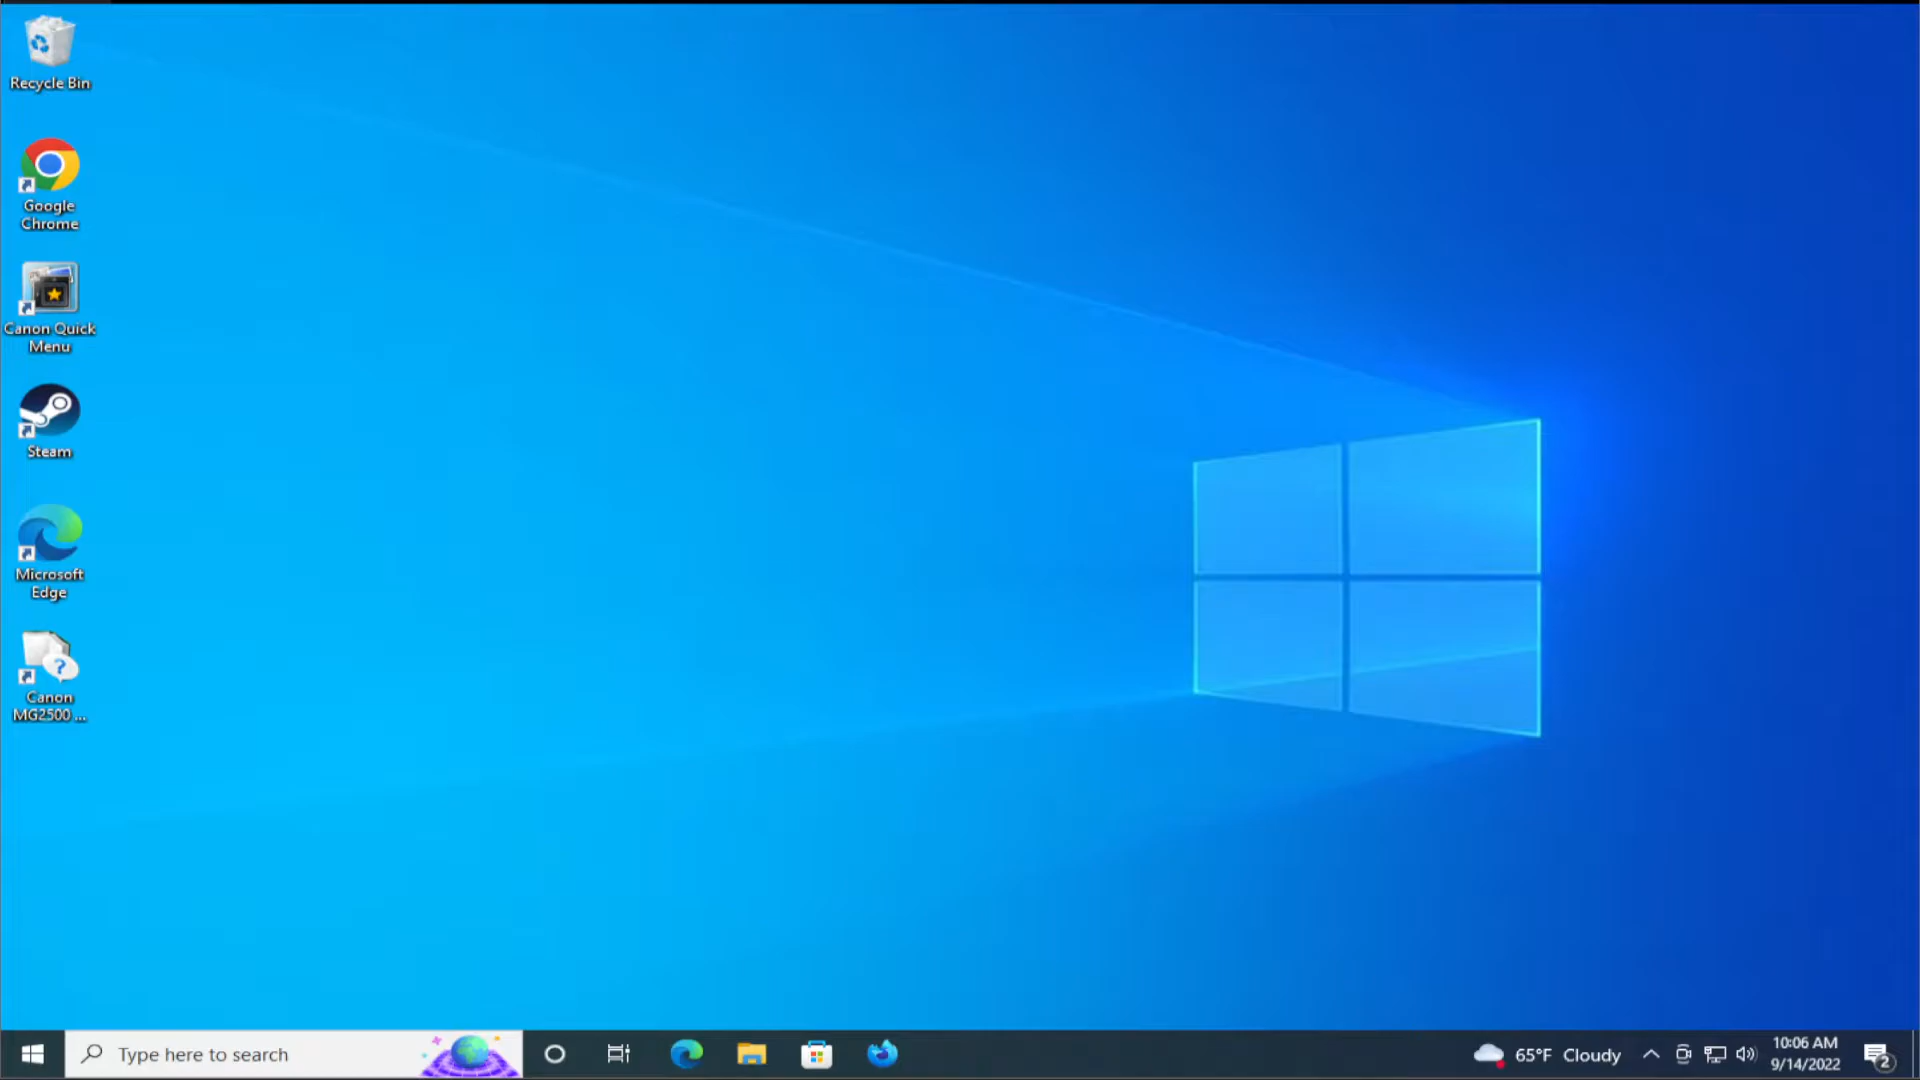 Recycle Bin
Google
Chrome
Canon Quick
Menu
Steam
Microsoft
Edge
Canon
MG2500 ...
Type here to search
65°F Cloudy
10:06 AM
9/14/2022
2